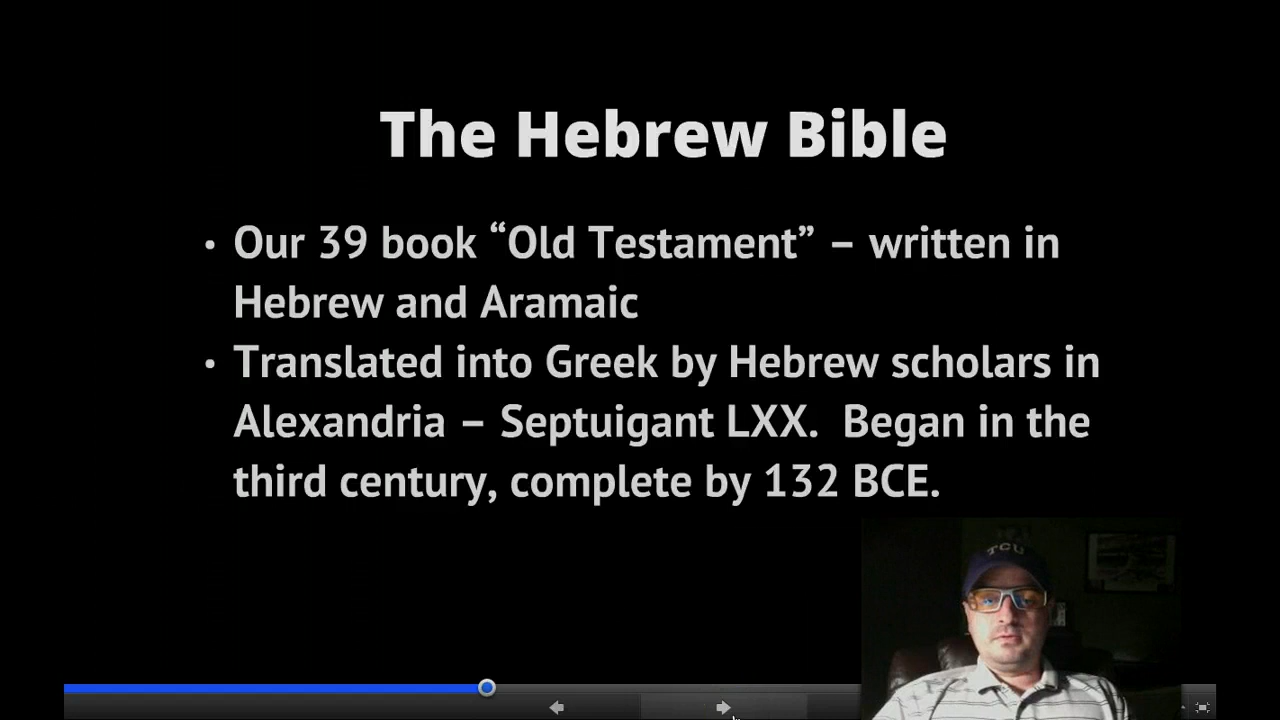 The Hebrew Bible
• Our 39 book “Old Testament” – written in
Hebrew and Aramaic
• Translated into Greek by Hebrew scholars in
Alexandria – Septuigant LXX.  Began in the
third century, complete by 132 BCE.
TCU